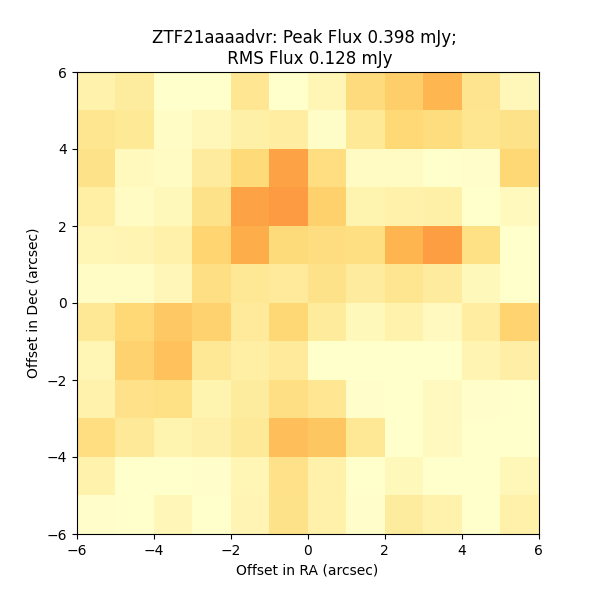 ZTF21aaaadvr: Peak Flux 0.398 mJy;
RMS Flux 0.128 mJy
6
4
2
0
−2
−4
−6
Offset in Dec (arcsec)
−6 −4 −2 0 2 4 6
Offset in RA (arcsec)